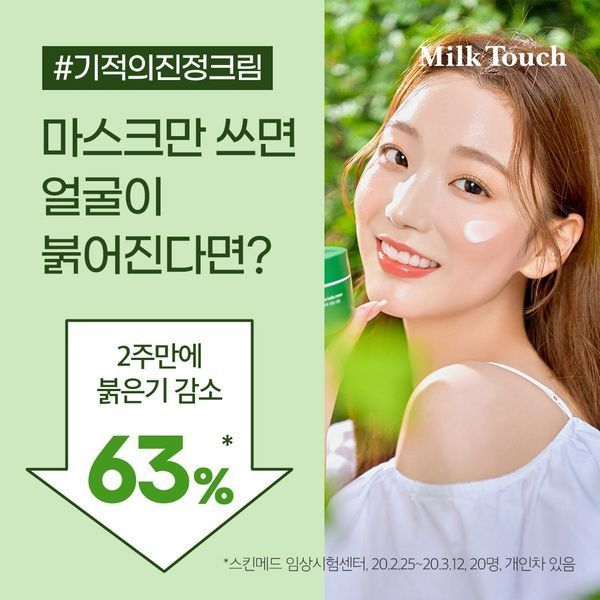 #기적의진정크림
Milk Touch
마스크만 쓰면
얼굴이
붉어진다면?
2주만에
붉은기 감소
63%*
*스킨메드 임상시험센터, 20.2.25~20.3.12, 20명, 개인차 있음